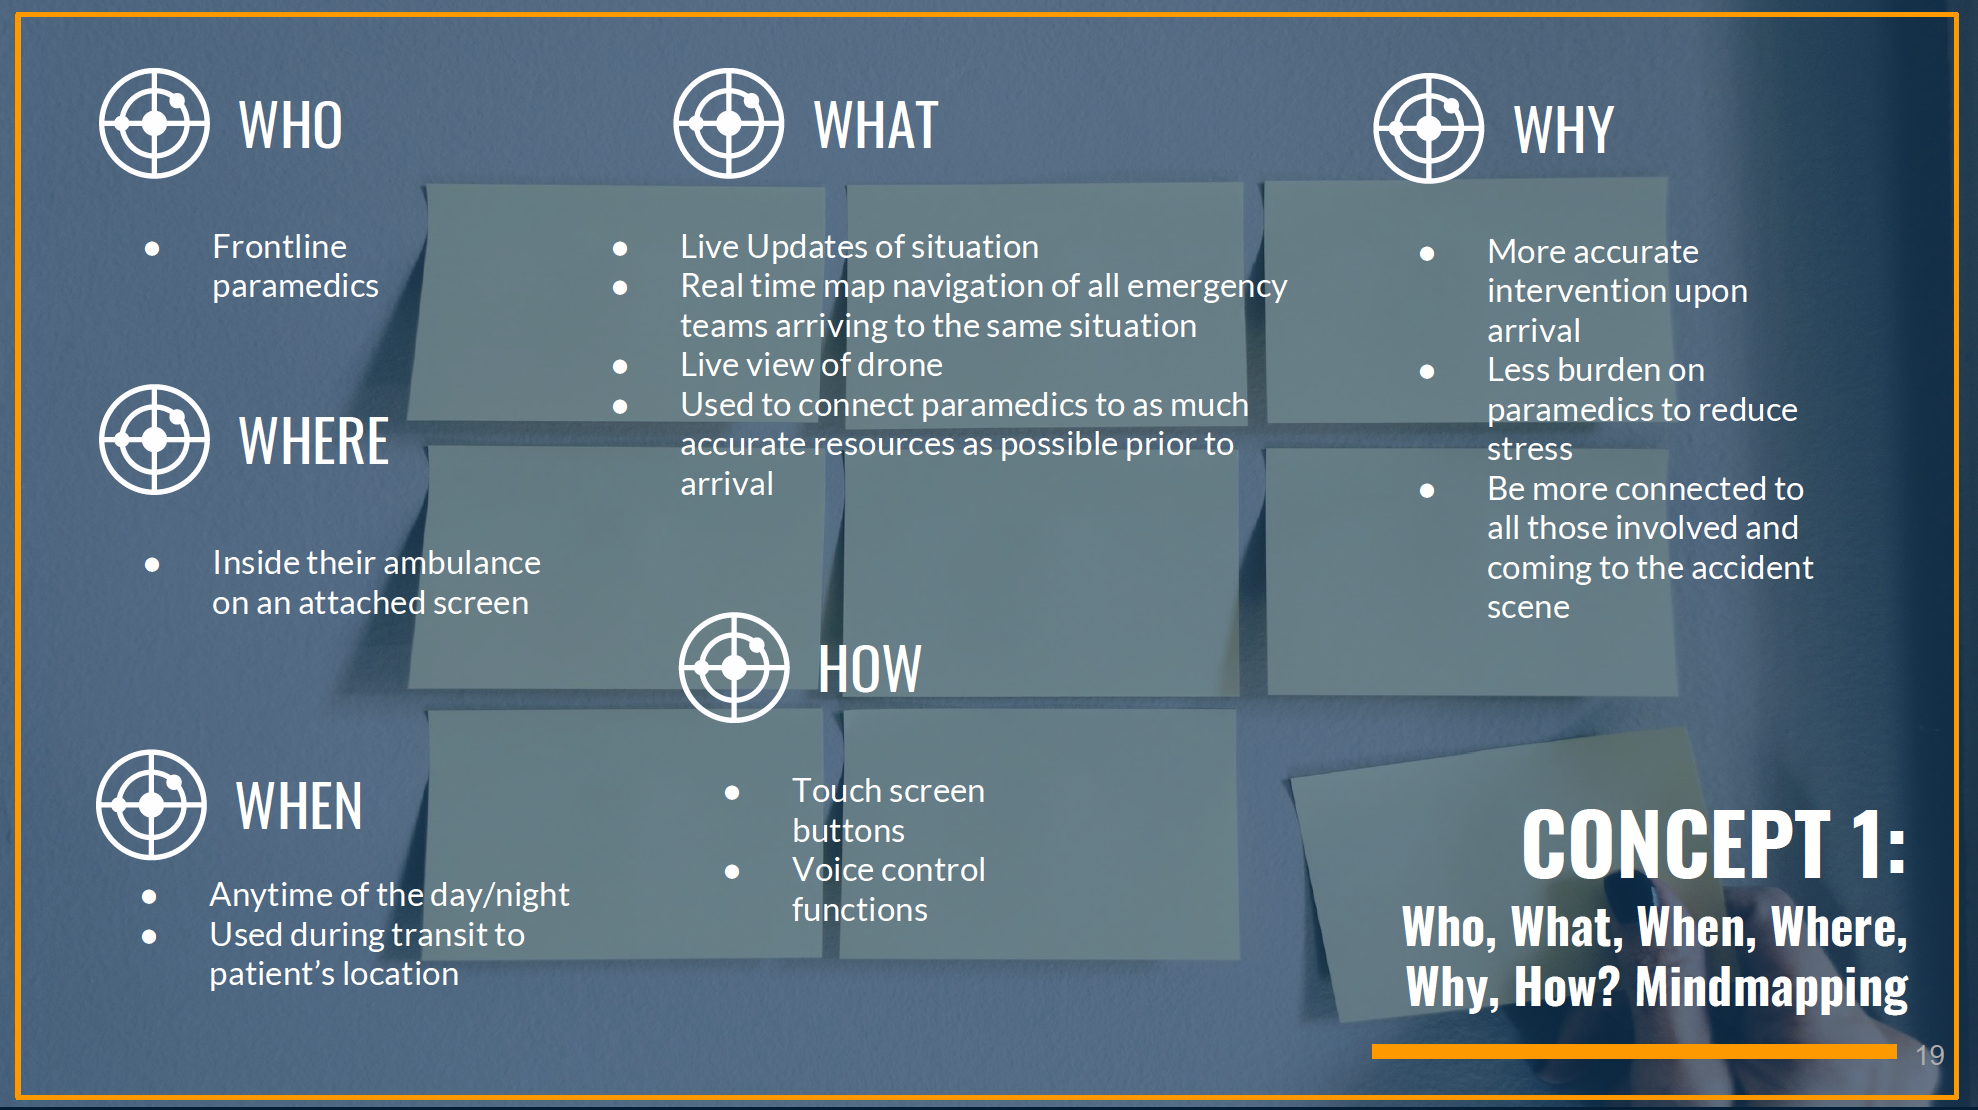 WHO
Frontline
paramedics
WHERE
Inside their ambulance
on an attached screen
WHEN
Anytime of the day/night
Used during transit to
patient’s location
WHAT
Live Updates of situation
Real time map navigation of all emergency
teams arriving to the same situation
Live view of drone
Used to connect paramedics to as much
accurate resources as possible prior to
arrival
HOW
Touch screen
buttons
Voice control
functions
WHY
More accurate
intervention upon
arrival
Less burden on
paramedics to reduce
stress
Be more connected to
all those involved and
coming to the accident
scene
CONCEPT 1:
Who, What, When, Where,
Why, How? Mindmapping
19